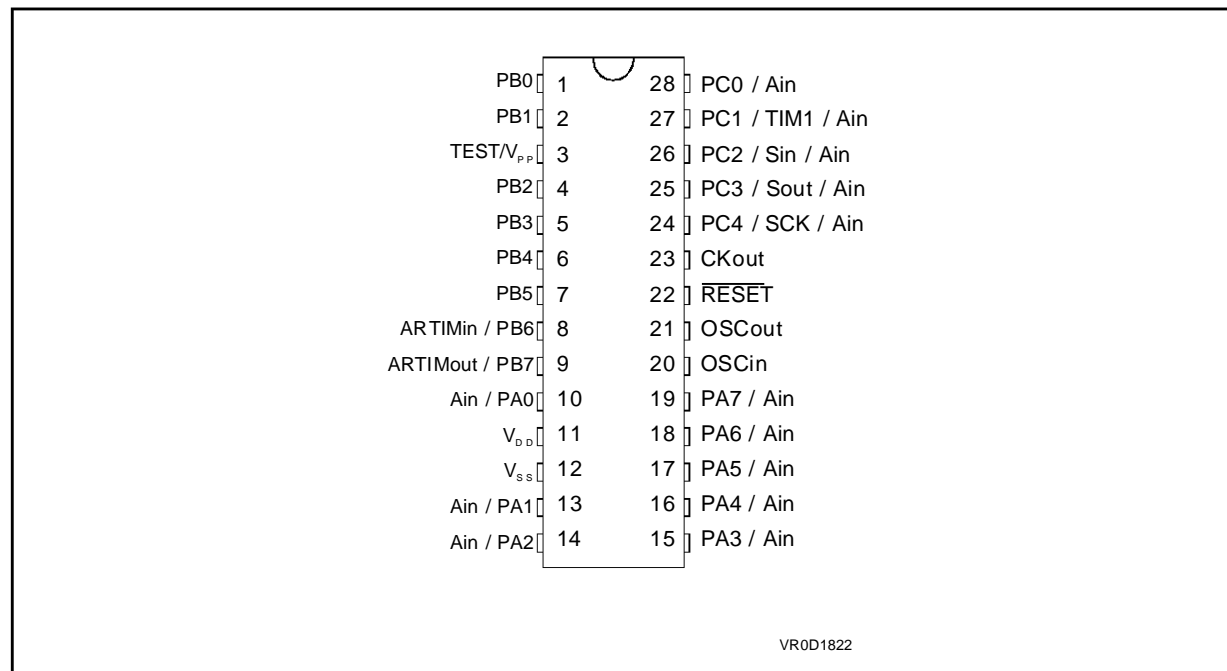 PB0 1 28 PC0 / Ain
PB1 2 27 PC1 / TIM1 / Ain
TEST/VPP 3 26 PC2 / Sin / Ain
PB2 4 25 PC3 / Sout / Ain
PB3 5 24 PC4 / SCK / Ain
PB4 6 23 CKout
PB5 7 22 RESET
ARTIMin / PB6 8 21 OSCout
ARTIMout / PB7 9 20 OSCin
Ain / PA0 10 19 PA7 / Ain
VDD 11 18 PA6 / Ain
VSS 12 17 PA5 / Ain
Ain / PA1 13 16 PA4 / Ain
Ain / PA2 14 15 PA3 / Ain
VR0D1822